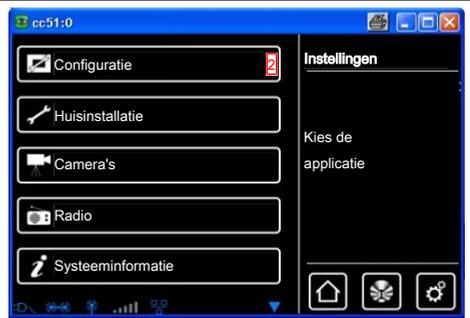 cc51:0
Configuratie 2
Huisinstallatie
Camera's
Radio
Systeeminformatie
Instellingen
Kies de
applicatie